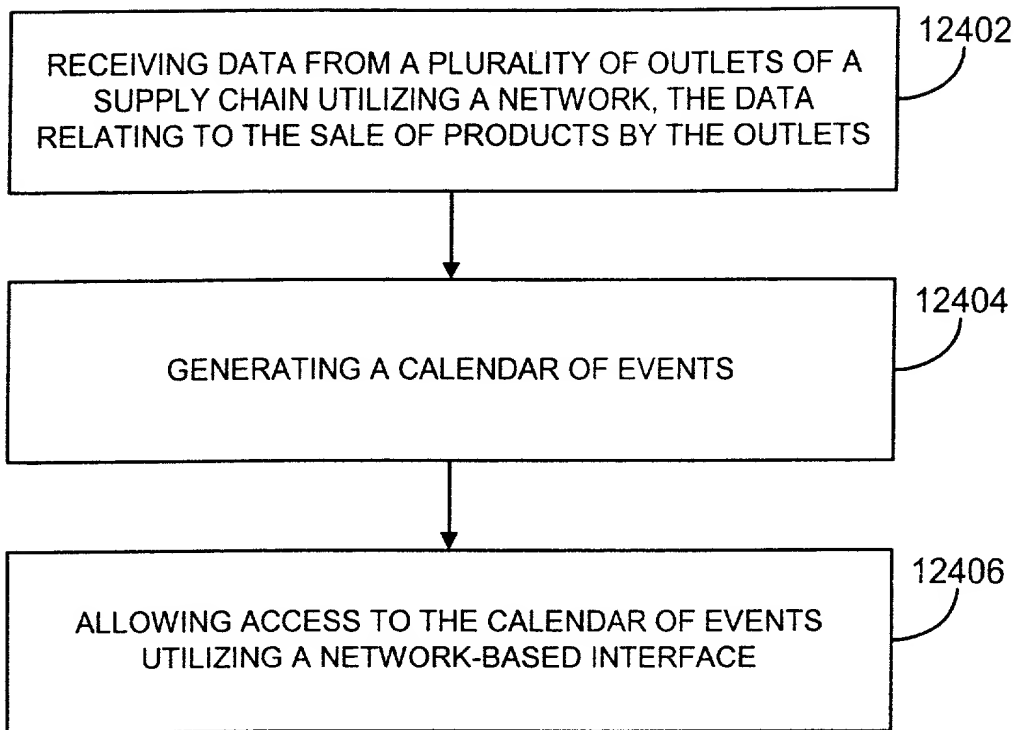 12402
RECEIVING DATA FROM A PLURALITY OF OUTLETS OF A
SUPPLY CHAIN UTILIZING A NETWORK, THE DATA
RELATING TO THE SALE OF PRODUCTS BY THE OUTLETS
12404
GENERATING A CALENDAR OF EVENTS
12406
ALLOWING ACCESS TO THE CALENDAR OF EVENTS
UTILIZING A NETWORK-BASED INTERFACE